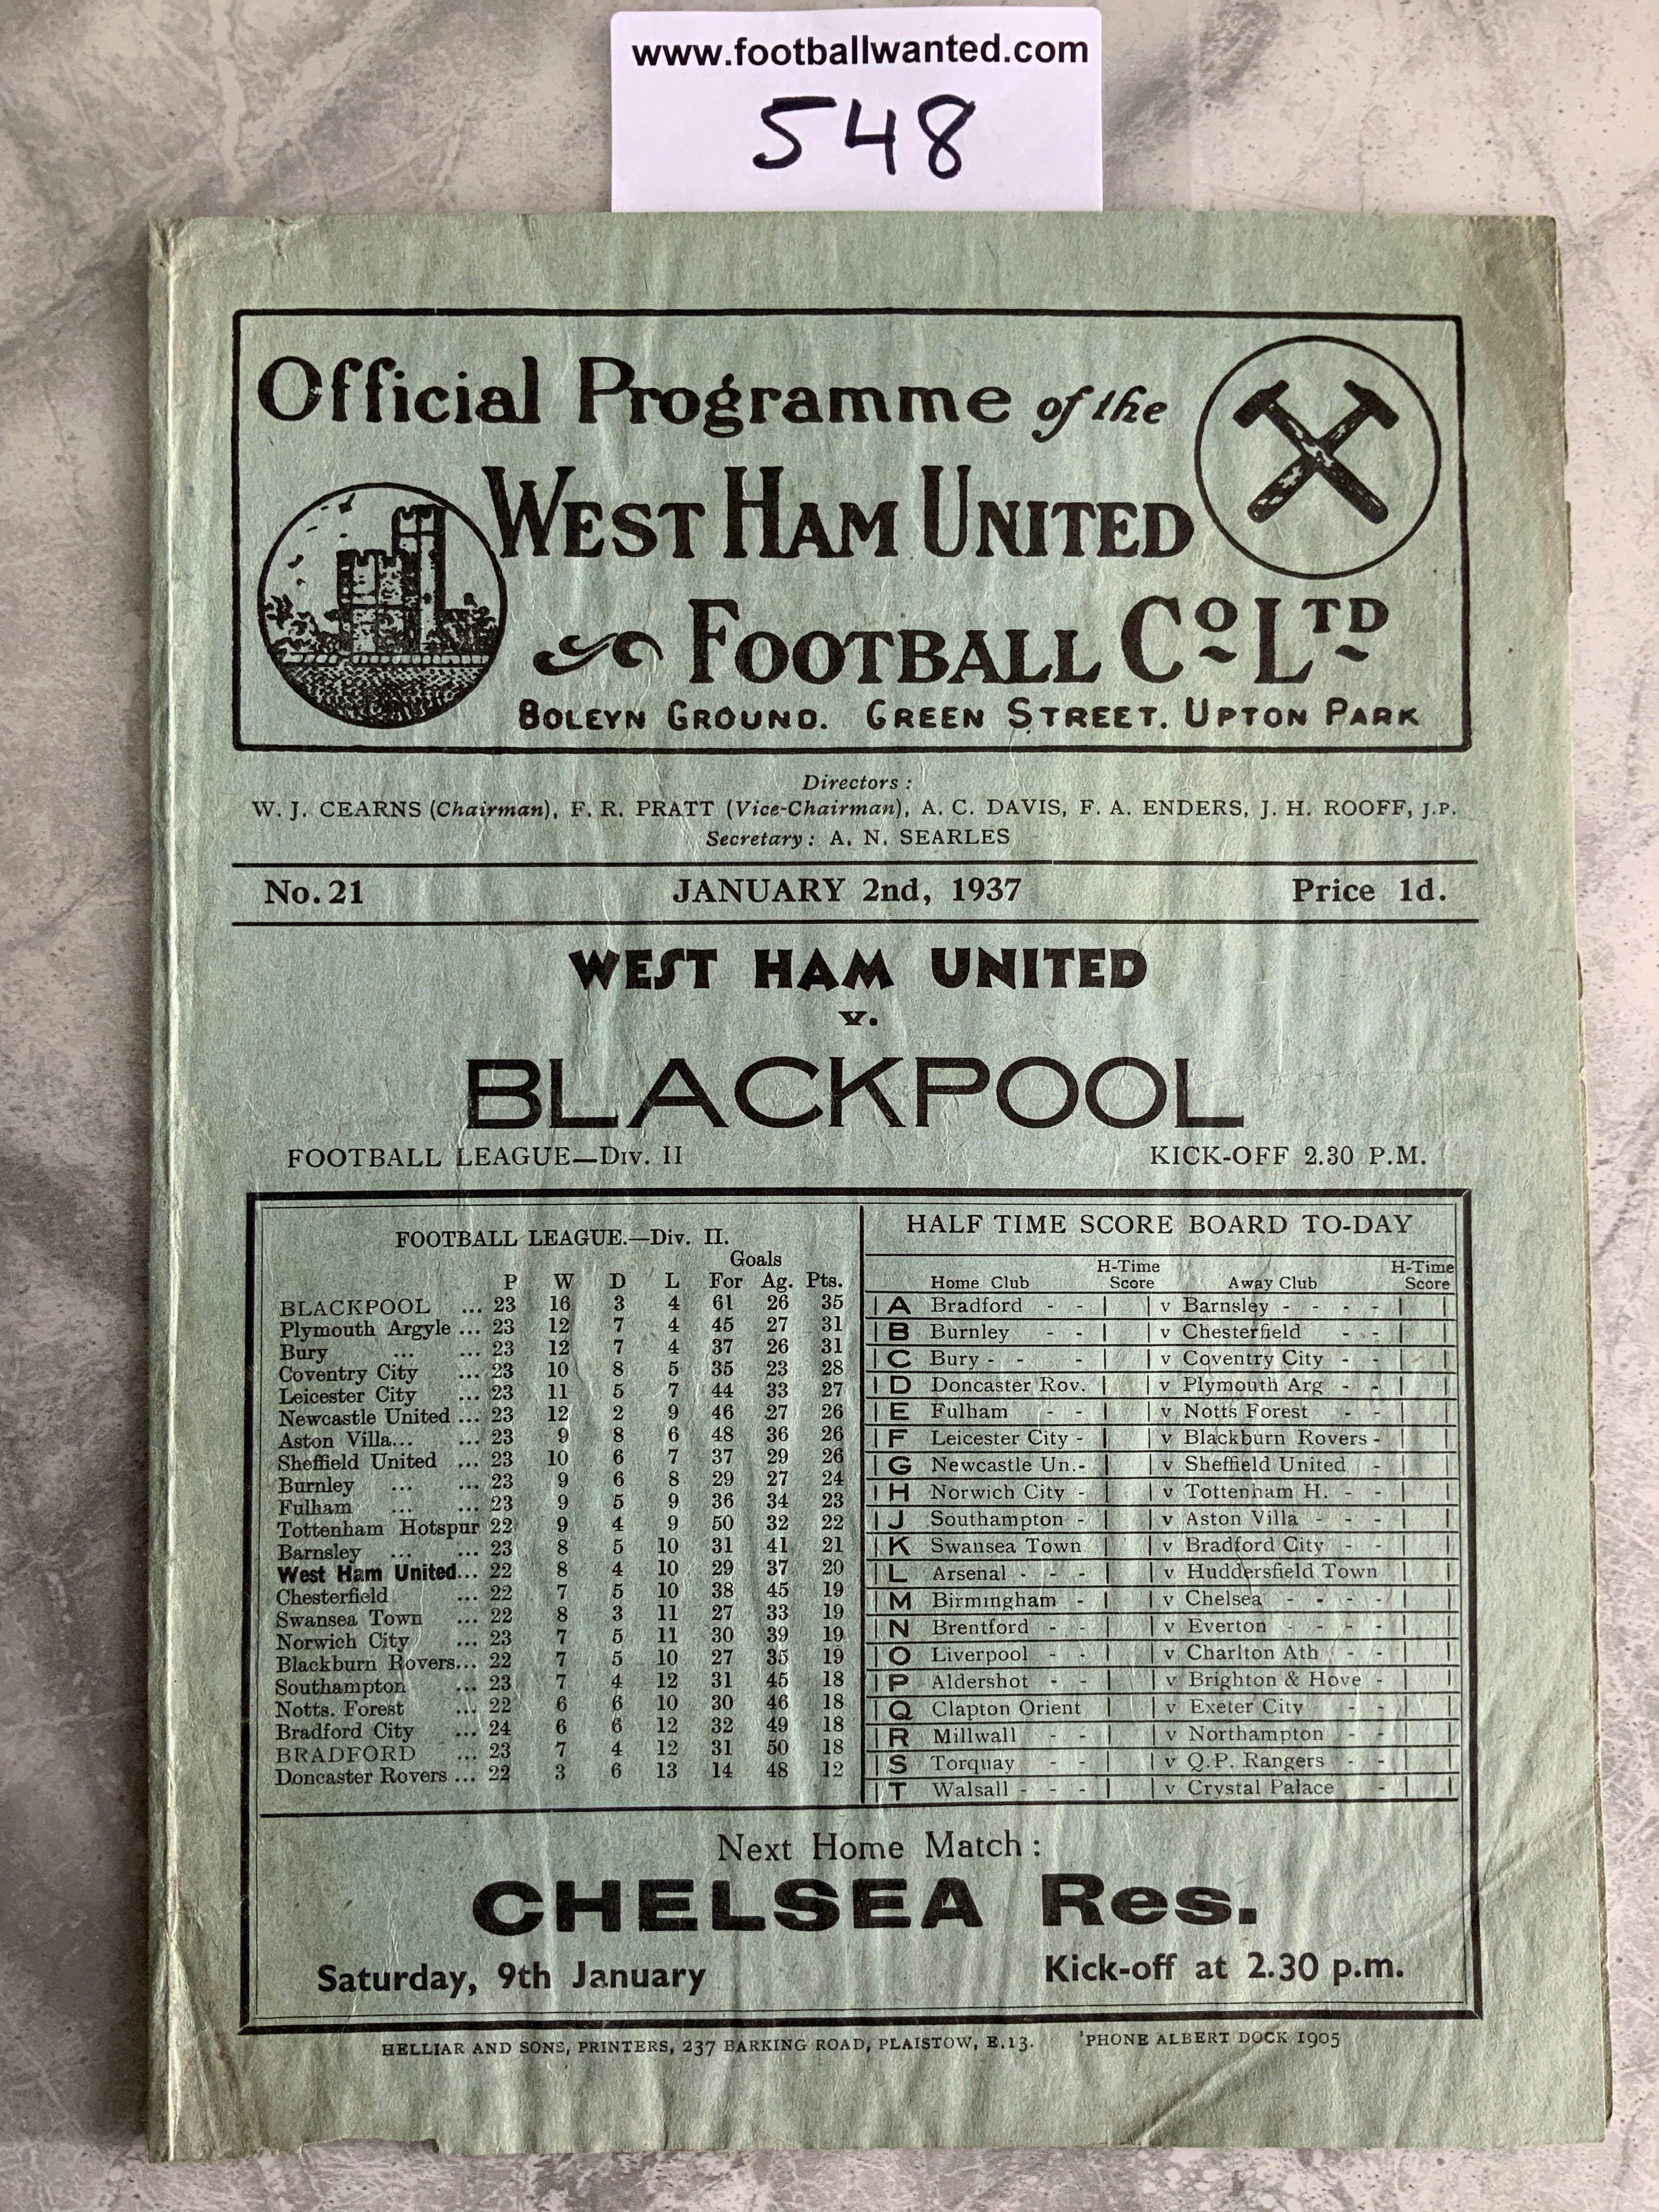 www.footballwanted.com
548
Official Programme of the
WEST HAM UNITED
FOOTBALL Co LTD
BOLEYN GROUND. GREEN STREET. UPTON PARK
Directors :
W. J. CEARNS (Chairman), F. R. PRATT (Vice-Chairman), A. C. DAVIS, F. A. ENDERS, J. H. ROOFF, J.P.
Secretary : A. N. SEARLES
No. 21 JANUARY 2nd, 1937 Price 1d.
WEST HAM UNITED
v.
BLACKPOOL
FOOTBALL LEAGUE—Div. II KICK-OFF 2.30 P.M.
FOOTBALL LEAGUE.—Div. II.
Goals
P W D L For Ag. Pts.
BLACKPOOL ... 23 16 3 4 61 26 35
Plymouth Argyle ... 23 12 7 4 45 27 31
Bury ... ... 23 12 7 4 37 26 31
Coventry City ... 23 10 8 5 35 23 28
Leicester City ... 23 11 5 7 44 33 27
Newcastle United ... 23 12 2 9 46 27 26
Aston Villa... ... 23 9 8 6 48 36 26
Sheffield United ... 23 10 6 7 37 29 26
Burnley ... ... 23 9 6 8 29 27 24
Fulham ... ... 23 9 5 9 36 34 23
Tottenham Hotspur 22 9 4 9 50 32 22
Barnsley ... ... 23 8 5 10 31 41 21
West Ham United... 22 8 4 10 29 37 20
Chesterfield ... 22 7 5 10 38 45 19
Swansea Town ... 22 8 3 11 27 33 19
Norwich City ... 23 7 5 11 30 39 19
Blackburn Rovers... 22 7 5 10 27 35 19
Southampton ... 23 7 4 12 31 45 18
Notts. Forest ... 22 6 6 10 30 46 18
Bradford City ... 24 6 6 12 32 49 18
BRADFORD ... 23 7 4 12 31 50 18
Doncaster Rovers ... 22 3 6 13 14 48 12
HALF TIME SCORE BOARD TO-DAY
Home Club H-Time Score Away Club H-Time Score
A Bradford - - v Barnsley - - - -
B Burnley - - v Chesterfield - -
C Bury - - - v Coventry City - -
D Doncaster Rov. v Plymouth Arg - -
E Fulham - - v Notts Forest - -
F Leicester City - v Blackburn Rovers -
G Newcastle Un.- v Sheffield United -
H Norwich City - v Tottenham H. - -
J Southampton - v Aston Villa - - -
K Swansea Town v Bradford City - -
L Arsenal - - - v Huddersfield Town
M Birmingham - v Chelsea - - - -
N Brentford - - v Everton - - - -
O Liverpool - - v Charlton Ath - -
P Aldershot - - v Brighton & Hove -
Q Clapton Orient v Exeter City - -
R Millwall - - v Northampton - -
S Torquay - - v Q.P. Rangers - -
T Walsall - - - v Crystal Palace -
Next Home Match :
CHELSEA Res.
Saturday, 9th January Kick-off at 2.30 p.m.
HELLIAR AND SONS, PRINTERS, 237 BARKING ROAD, PLAISTOW, E.13. 'PHONE ALBERT DOCK 1905